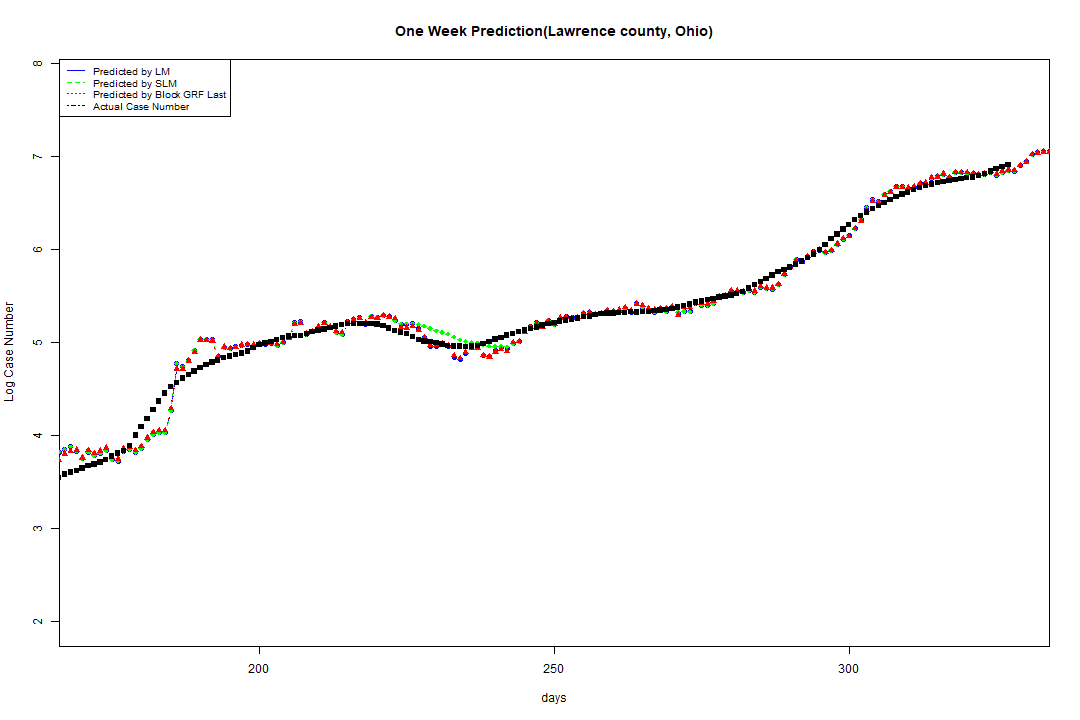 One Week Prediction(Lawrence county, Ohio)
Predicted by LM
Predicted by SLM
Predicted by Block GRF Last
Actual Case Number
8
7
6
5
4
3
2
Log Case Number
200
250
300
days